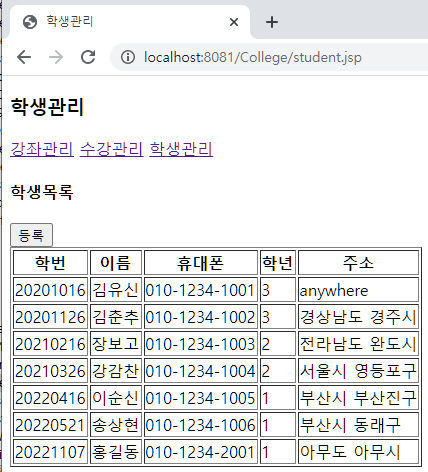 학생관리
localhost:8081/College/student.jsp
학생관리
강좌관리 수강관리 학생관리
학생목록
등록
학번 이름 휴대폰 학년 주소
20201016 김유신 010-1234-1001 3 anywhere
20201126 김춘추 010-1234-1002 3 경상남도 경주시
20210216 장보고 010-1234-1003 2 전라남도 완도시
20210326 강감찬 010-1234-1004 2 서울시 영등포구
20220416 이순신 010-1234-1005 1 부산시 부산진구
20220521 송상현 010-1234-1006 1 부산시 동래구
20221107 홍길동 010-1234-2001 1 아무도 아무시